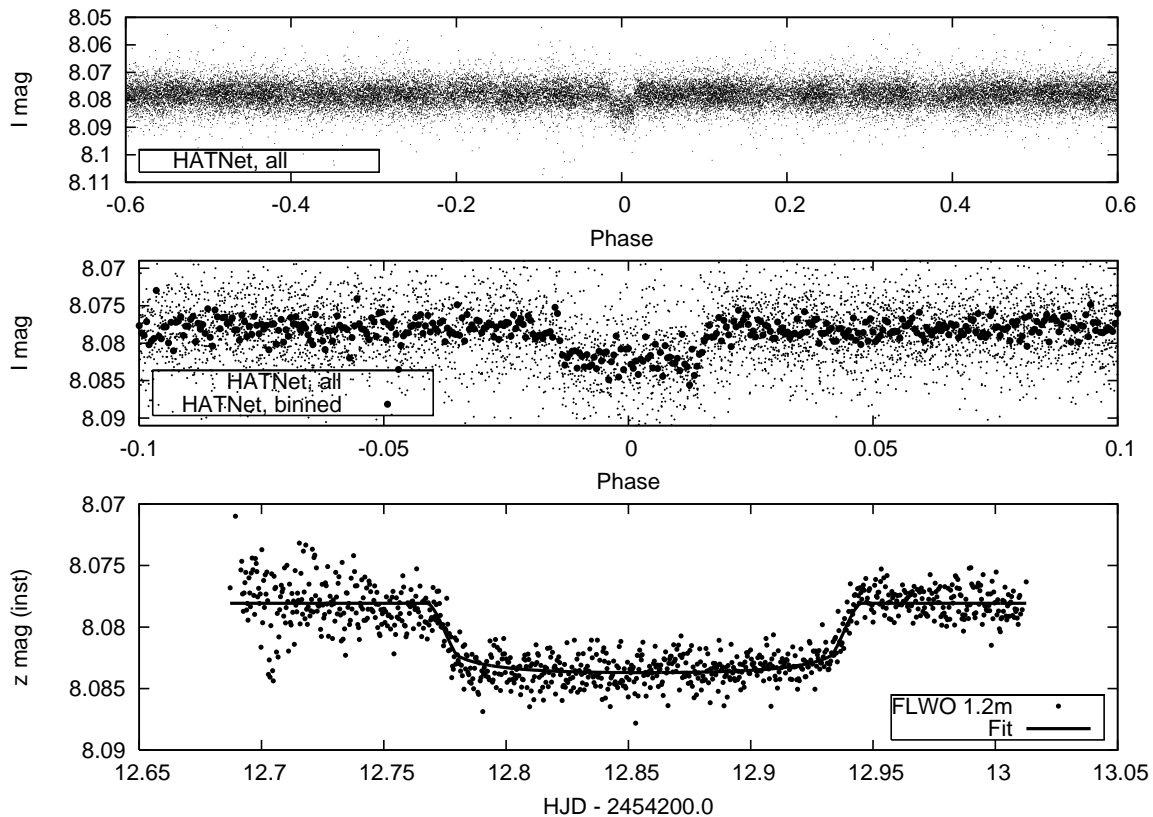 8.05
8.06
8.07
8.08
8.09
8.1
8.11
I mag
HATNet, all
-0.6 -0.4 -0.2 0 0.2 0.4 0.6
Phase
8.07
8.075
8.08
8.085
8.09
I mag
HATNet, all
HATNet, binned
-0.1 -0.05 0 0.05 0.1
Phase
8.07
8.075
8.08
8.085
8.09
z mag (inst)
FLWO 1.2m
Fit
12.65 12.7 12.75 12.8 12.85 12.9 12.95 13 13.05
HJD - 2454200.0